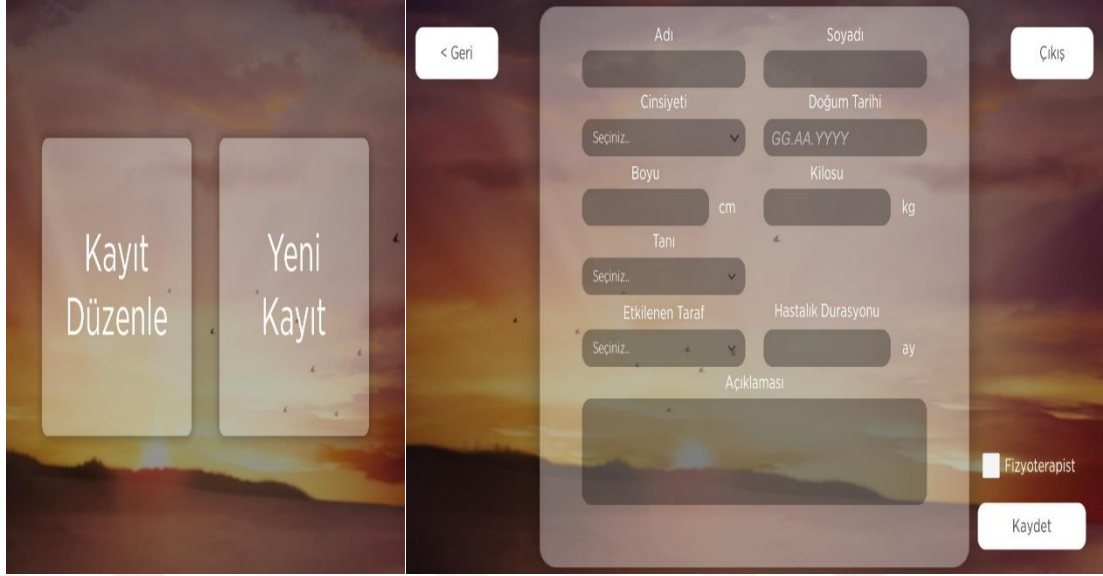 Kayıt
Düzenle
Yeni
Kayıt
< Geri
Çıkış
Adı
Soyadı
Cinsiyeti
Doğum Tarihi
Seçiniz..
GG.AA.YYYY
Boyu
Kilosu
cm
kg
Tanı
Seçiniz..
Etkilenen Taraf
Hastalık Durasyonu
Seçiniz..
ay
Açıklaması
Fizyoterapist
Kaydet